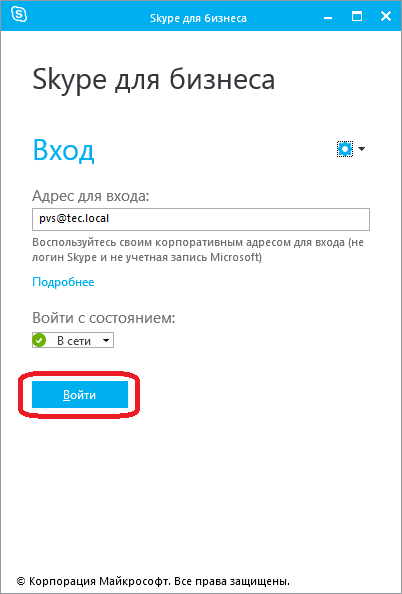 Skype для бизнеса
Skype для бизнеса
Вход
Адрес для входа:
pvs@tec.local
Воспользуйтесь своим корпоративным адресом для входа (не
логин Skype и не учетная запись Microsoft)
Подробнее
Войти с состоянием:
В сети
Войти
© Корпорация Майкрософт. Все права защищены.